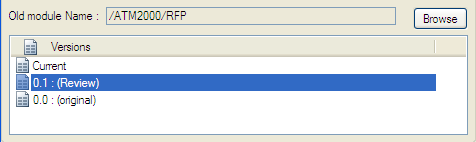 Old module Name : /ATM2000/RFP Browse
Versions
Current
0.1 : (Review)
0.0 : (original)